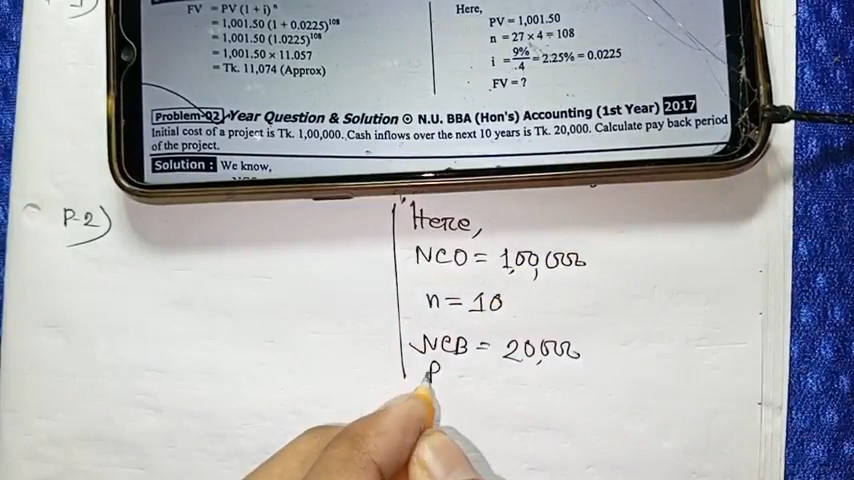 FV = PV (1 + i)ⁿ
= 1,001.50 (1 + 0.0225)¹⁰⁸
= 1,001.50 (1.0225)¹⁰⁸
= 1,001.50 × 11.057
= Tk. 11,074 (Approx)
Here,
PV = 1,001.50
n = 27 × 4 = 108
i = 9%/4 = 2.25% = 0.0225
FV = ?
Problem-02 Year Question & Solution ⊙ N.U. BBA (Hon's) Accounting (1st Year) 2017
Initial cost of a project is Tk. 1,00,000. Cash inflows over the next 10 years is Tk. 20,000. Calculate pay back period
of the project.
Solution : We know,
P-2)
Here,
NCO = 1,00,000
n = 10
NCB = 20,000
P